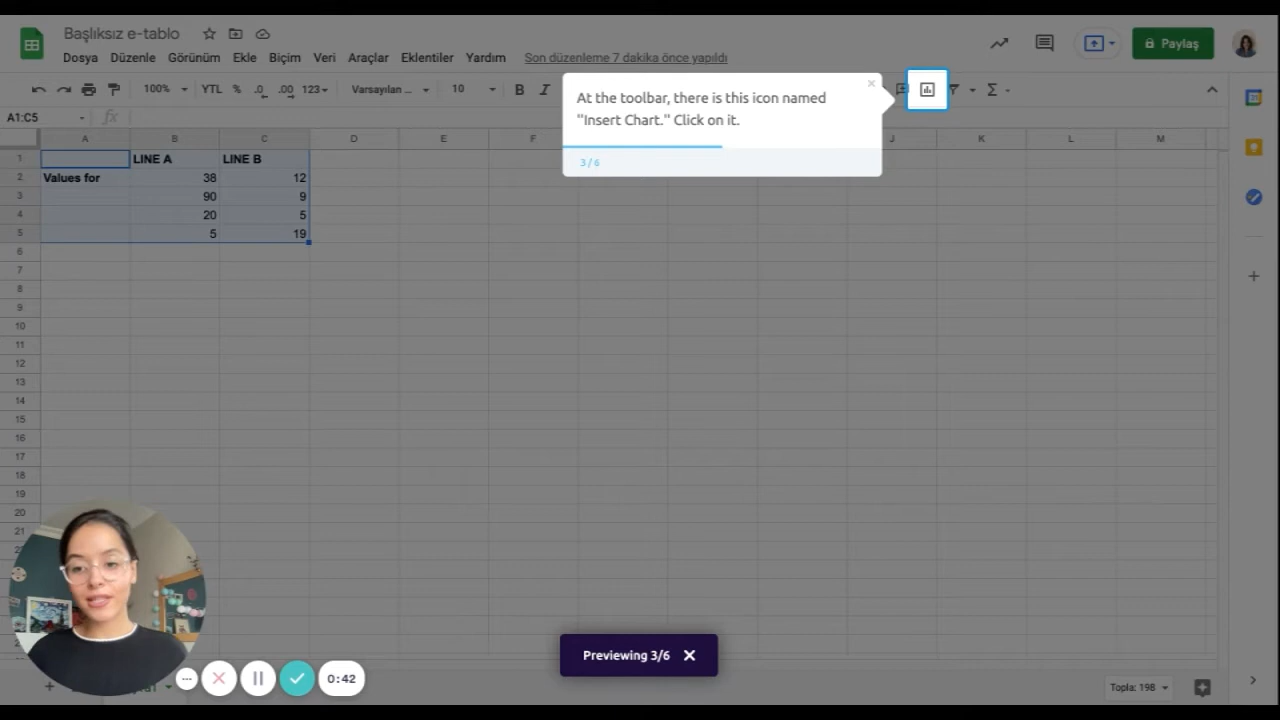 Başlıksız e-tablo
Dosya Düzenle Görünüm Ekle Biçim Veri Araçlar Eklentiler Yardım Son düzenleme 7 dakika önce yapıldı
Paylaş
100% YTL % .0 .00 123 Varsayılan ... 10 B I
Σ
At the toolbar, there is this icon named
"Insert Chart." Click on it.
3 / 6
A1:C5 fx
A B C D E F J K L M
1 LINE A LINE B
2 Values for 38 12
3 90 9
4 20 5
5 5 19
6
7
8
9
10
11
12
13
14
15
16
17
18
19
20
21
Previewing 3/6
0:42
Topla: 198